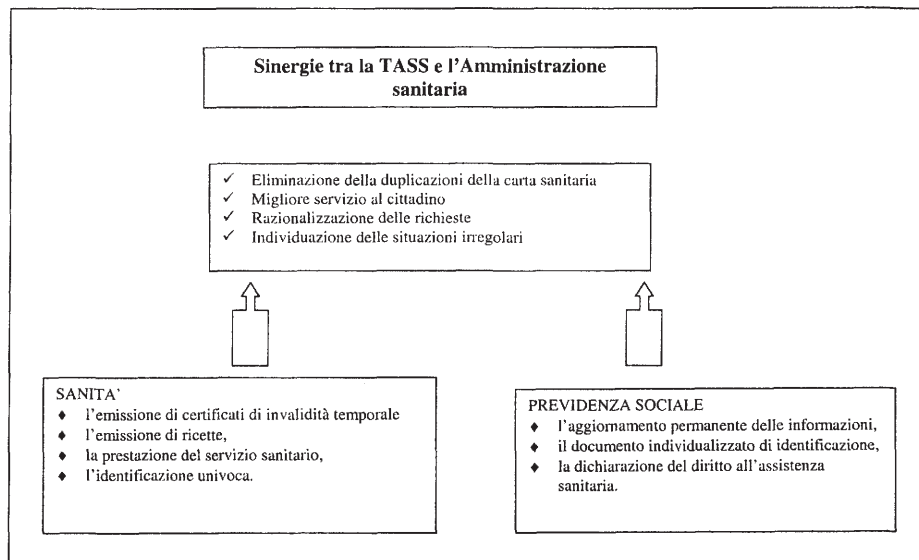 Sinergie tra la TASS e l'Amministrazione
sanitaria
✓ Eliminazione della duplicazioni della carta sanitaria
✓ Migliore servizio al cittadino
✓ Razionalizzazione delle richieste
✓ Individuazione delle situazioni irregolari
SANITA'
♦ l'emissione di certificati di invalidità temporale
♦ l'emissione di ricette,
♦ la prestazione del servizio sanitario,
♦ l'identificazione univoca.
PREVIDENZA SOCIALE
♦ l'aggiornamento permanente delle informazioni,
♦ il documento individualizzato di identificazione,
♦ la dichiarazione del diritto all'assistenza
sanitaria.